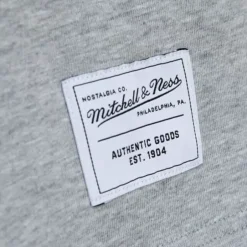 NOSTALGIA CO.
Mitchell & Ness
PHILADELPHIA, PA.
AUTHENTIC GOODS
EST. 1904